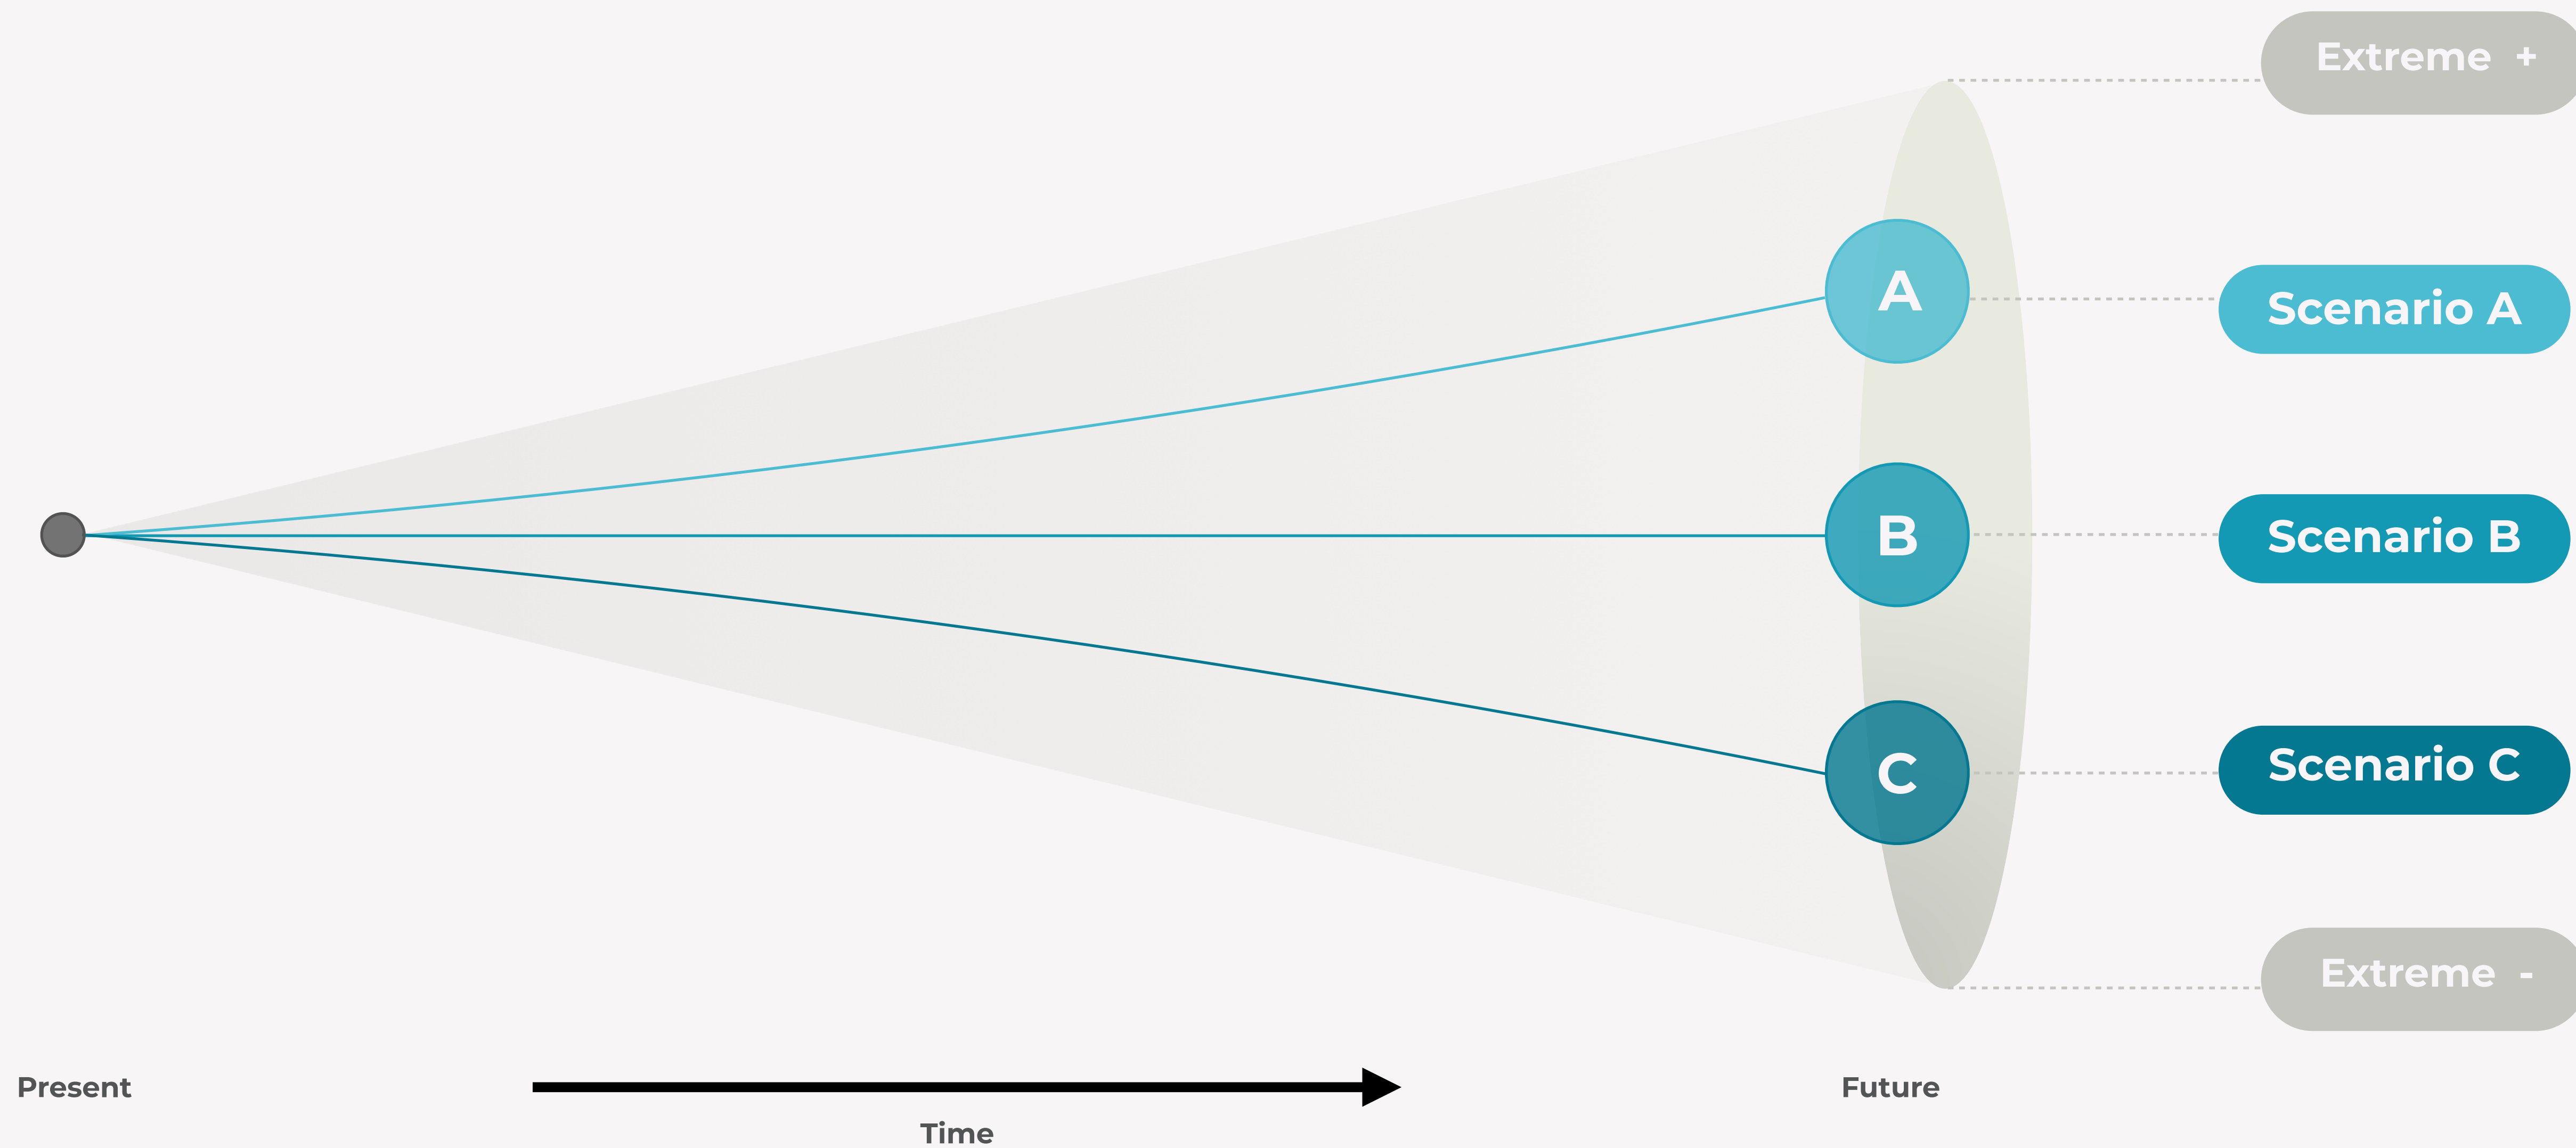 Extreme +
A
Scenario A
B
Scenario B
C
Scenario C
Extreme -
Present
Future
Time